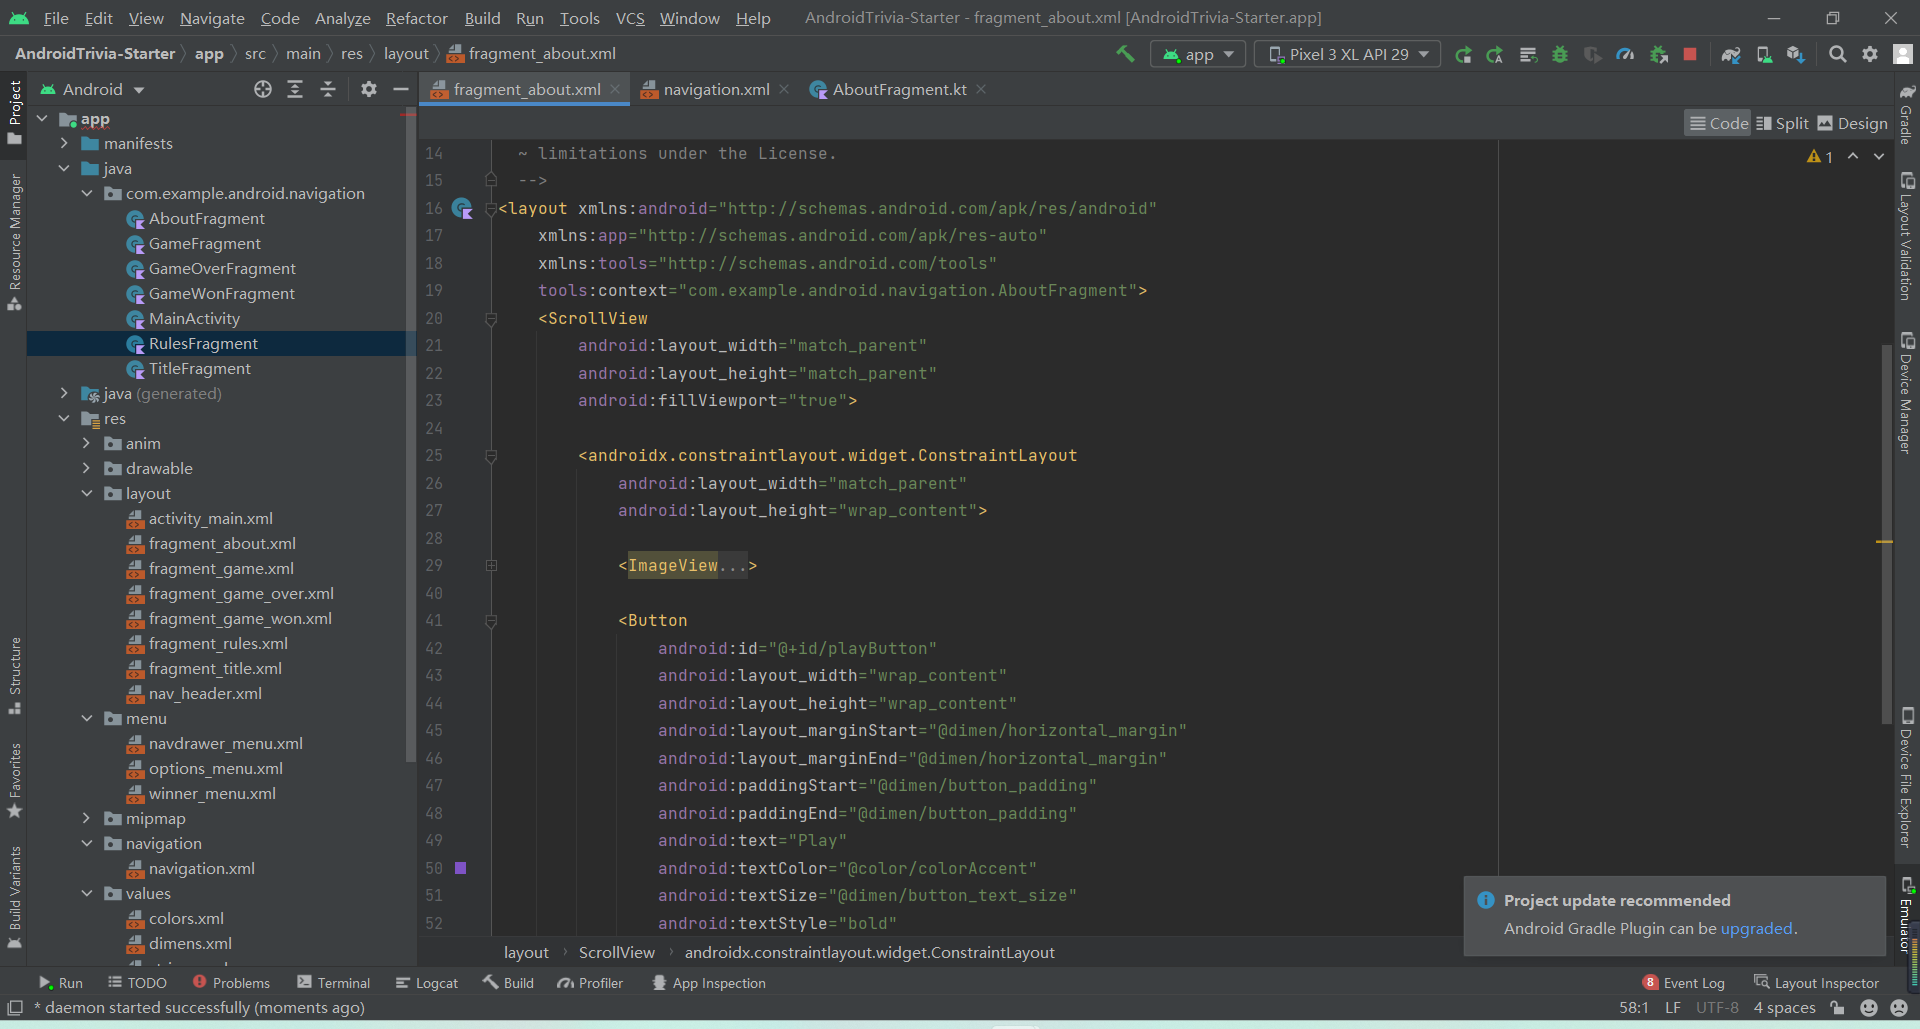 File Edit View Navigate Code Analyze Refactor Build Run Tools VCS Window Help AndroidTrivia-Starter - fragment_about.xml [AndroidTrivia-Starter.app]
AndroidTrivia-Starter app src main res layout fragment_about.xml app Pixel 3 XL API 29
Project
Resource Manager
Structure
Favorites
Build Variants
Android
app
manifests
java
com.example.android.navigation
AboutFragment
GameFragment
GameOverFragment
GameWonFragment
MainActivity
RulesFragment
TitleFragment
java (generated)
res
anim
drawable
layout
activity_main.xml
fragment_about.xml
fragment_game.xml
fragment_game_over.xml
fragment_game_won.xml
fragment_rules.xml
fragment_title.xml
nav_header.xml
menu
navdrawer_menu.xml
options_menu.xml
winner_menu.xml
mipmap
navigation
navigation.xml
values
colors.xml
dimens.xml
fragment_about.xml navigation.xml AboutFragment.kt
Code Split Design
1
14 ~ limitations under the License.
15 -->
16 <layout xmlns:android="http://schemas.android.com/apk/res/android"
17 xmlns:app="http://schemas.android.com/apk/res-auto"
18 xmlns:tools="http://schemas.android.com/tools"
19 tools:context="com.example.android.navigation.AboutFragment">
20 <ScrollView
21 android:layout_width="match_parent"
22 android:layout_height="match_parent"
23 android:fillViewport="true">
24
25 <androidx.constraintlayout.widget.ConstraintLayout
26 android:layout_width="match_parent"
27 android:layout_height="wrap_content">
28
29 <ImageView...>
40
41 <Button
42 android:id="@+id/playButton"
43 android:layout_width="wrap_content"
44 android:layout_height="wrap_content"
45 android:layout_marginStart="@dimen/horizontal_margin"
46 android:layout_marginEnd="@dimen/horizontal_margin"
47 android:paddingStart="@dimen/button_padding"
48 android:paddingEnd="@dimen/button_padding"
49 android:text="Play"
50 android:textColor="@color/colorAccent"
51 android:textSize="@dimen/button_text_size"
52 android:textStyle="bold"
layout ScrollView androidx.constraintlayout.widget.ConstraintLayout
Project update recommended
Android Gradle Plugin can be upgraded.
Gradle
Layout Validation
Device Manager
Device File Explorer
Emulator
Run TODO Problems Terminal Logcat Build Profiler App Inspection 8 Event Log Layout Inspector
* daemon started successfully (moments ago) 58:1 LF UTF-8 4 spaces